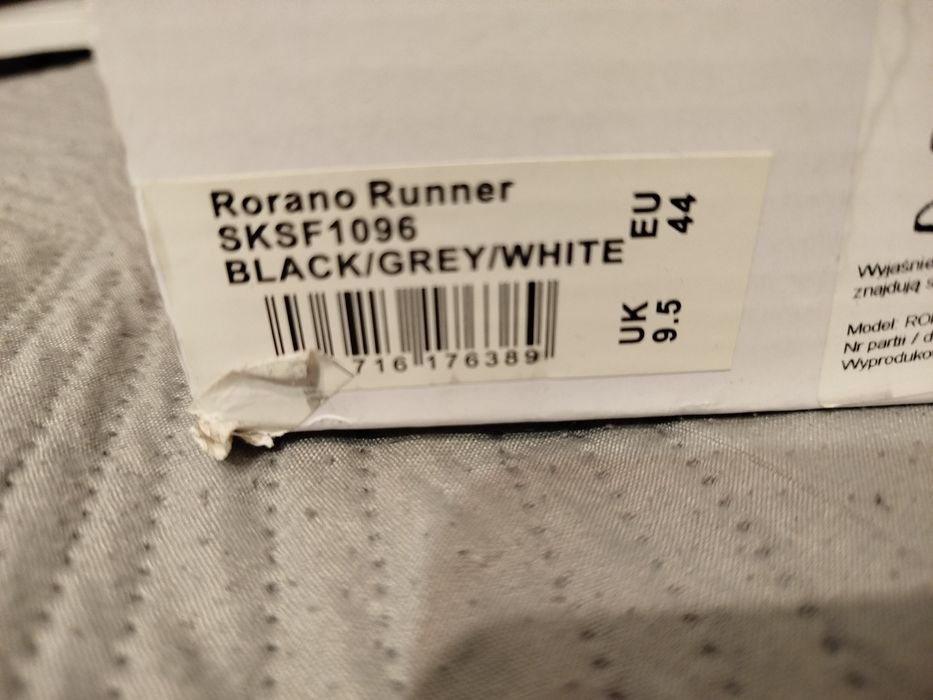 Rorano Runner
SKSF1096
BLACK/GREY/WHITE
716 176389
EU
44
UK
9.5
Wyjaśnie
znajdują s
Model: RO
Nr partii / d
Wyproduko